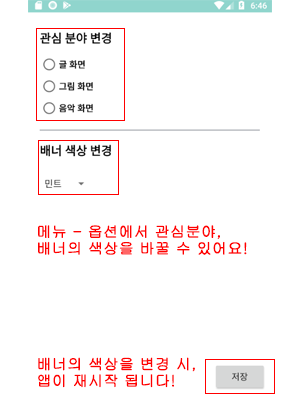 6:46
관심 분야 변경
글 화면
그림 화면
음악 화면
배너 색상 변경
민트
메뉴 - 옵션에서 관심분야,
배너의 색상을 바꿀 수 있어요!
배너의 색상을 변경 시,
앱이 재시작 됩니다!
저장